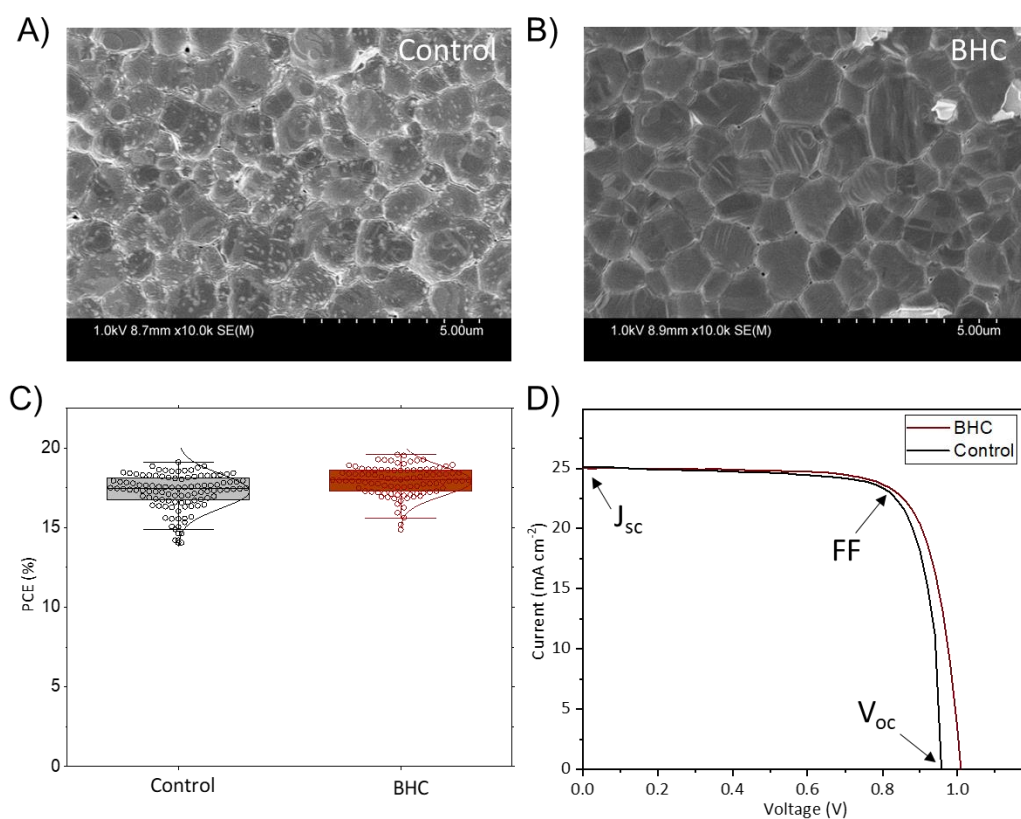 A)
Control
1.0kV 8.7mm x10.0k SE(M)
5.00um
B)
BHC
1.0kV 8.9mm x10.0k SE(M)
5.00um
C)
20
15
10
5
0
PCE (%)
Control
BHC
D)
BHC
Control
25
20
15
10
5
0
Current (mA cm⁻²)
J_sc
FF
V_oc
0.0
0.2
0.4
0.6
0.8
1.0
Voltage (V)